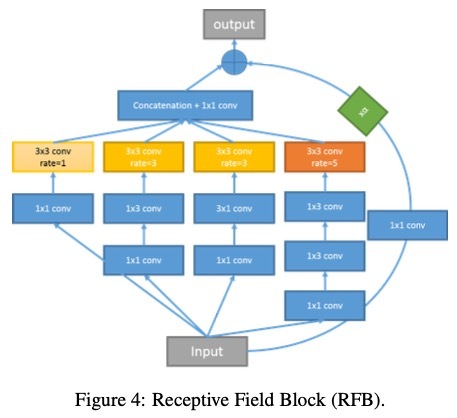 output
Concatenation + 1x1 conv
3x3 conv
rate=1
3x3 conv
rate=3
3x3 conv
rate=3
3x3 conv
rate=5
1x1 conv
1x3 conv
3x1 conv
1x3 conv
1x1 conv
1x1 conv
1x1 conv
1x3 conv
1x1 conv
Input
Figure 4: Receptive Field Block (RFB).